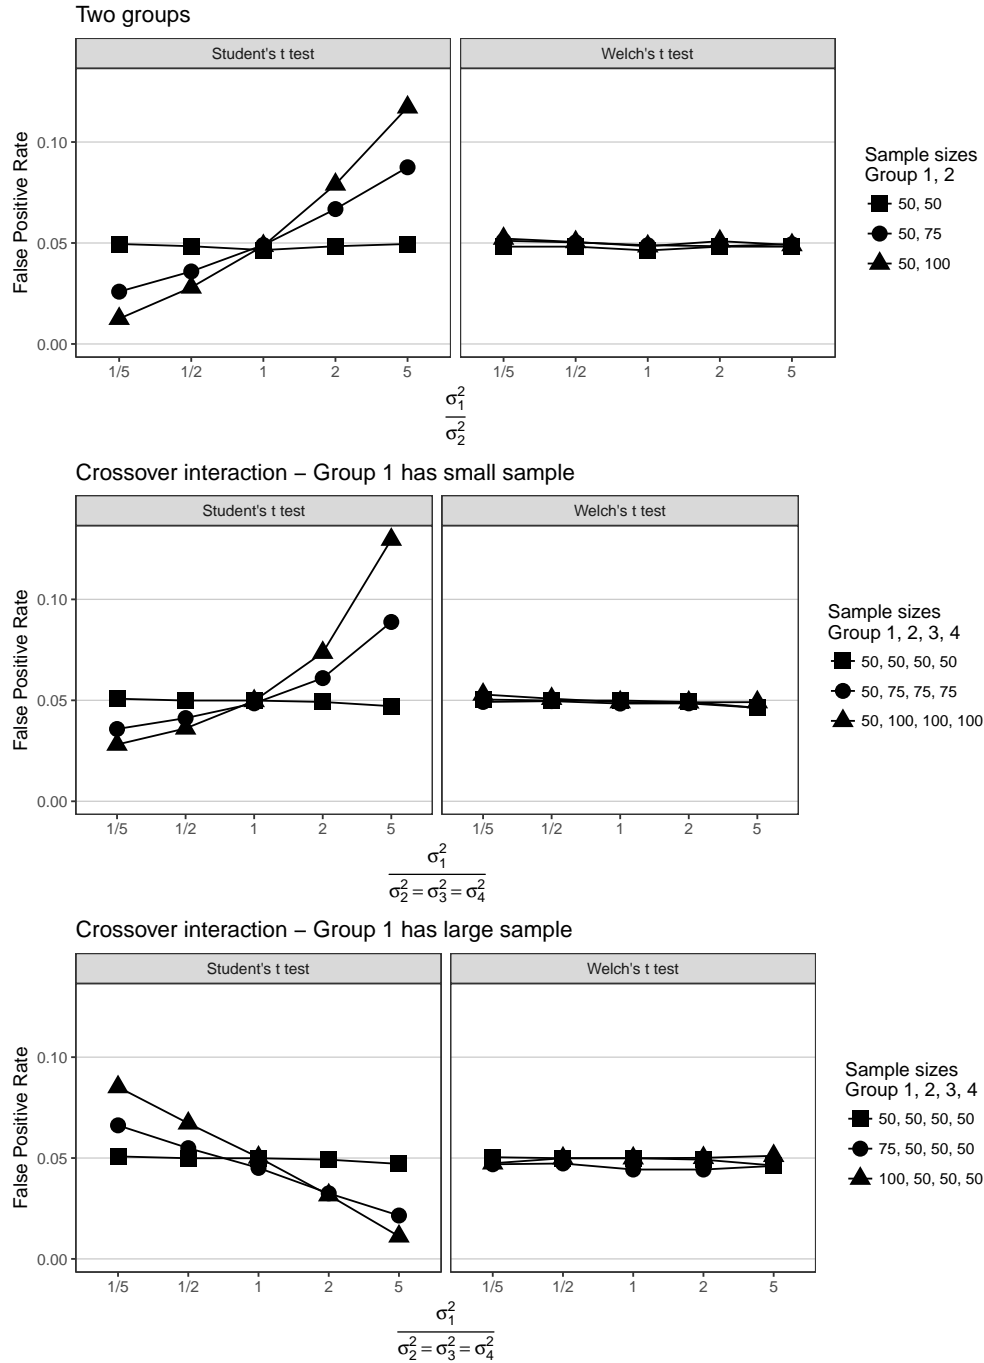 Two groups
Student's t test
Welch's t test
False Positive Rate
0.10
0.05
0.00
1/5 1/2 1 2 5
1/5 1/2 1 2 5
σ₁²
σ₂²
Sample sizes
Group 1, 2
50, 50
50, 75
50, 100
Crossover interaction – Group 1 has small sample
Student's t test
Welch's t test
False Positive Rate
0.10
0.05
0.00
1/5 1/2 1 2 5
1/5 1/2 1 2 5
σ₁²
σ₂² = σ₃² = σ₄²
Sample sizes
Group 1, 2, 3, 4
50, 50, 50, 50
50, 75, 75, 75
50, 100, 100, 100
Crossover interaction – Group 1 has large sample
Student's t test
Welch's t test
False Positive Rate
0.10
0.05
0.00
1/5 1/2 1 2 5
1/5 1/2 1 2 5
σ₁²
σ₂² = σ₃² = σ₄²
Sample sizes
Group 1, 2, 3, 4
50, 50, 50, 50
75, 50, 50, 50
100, 50, 50, 50